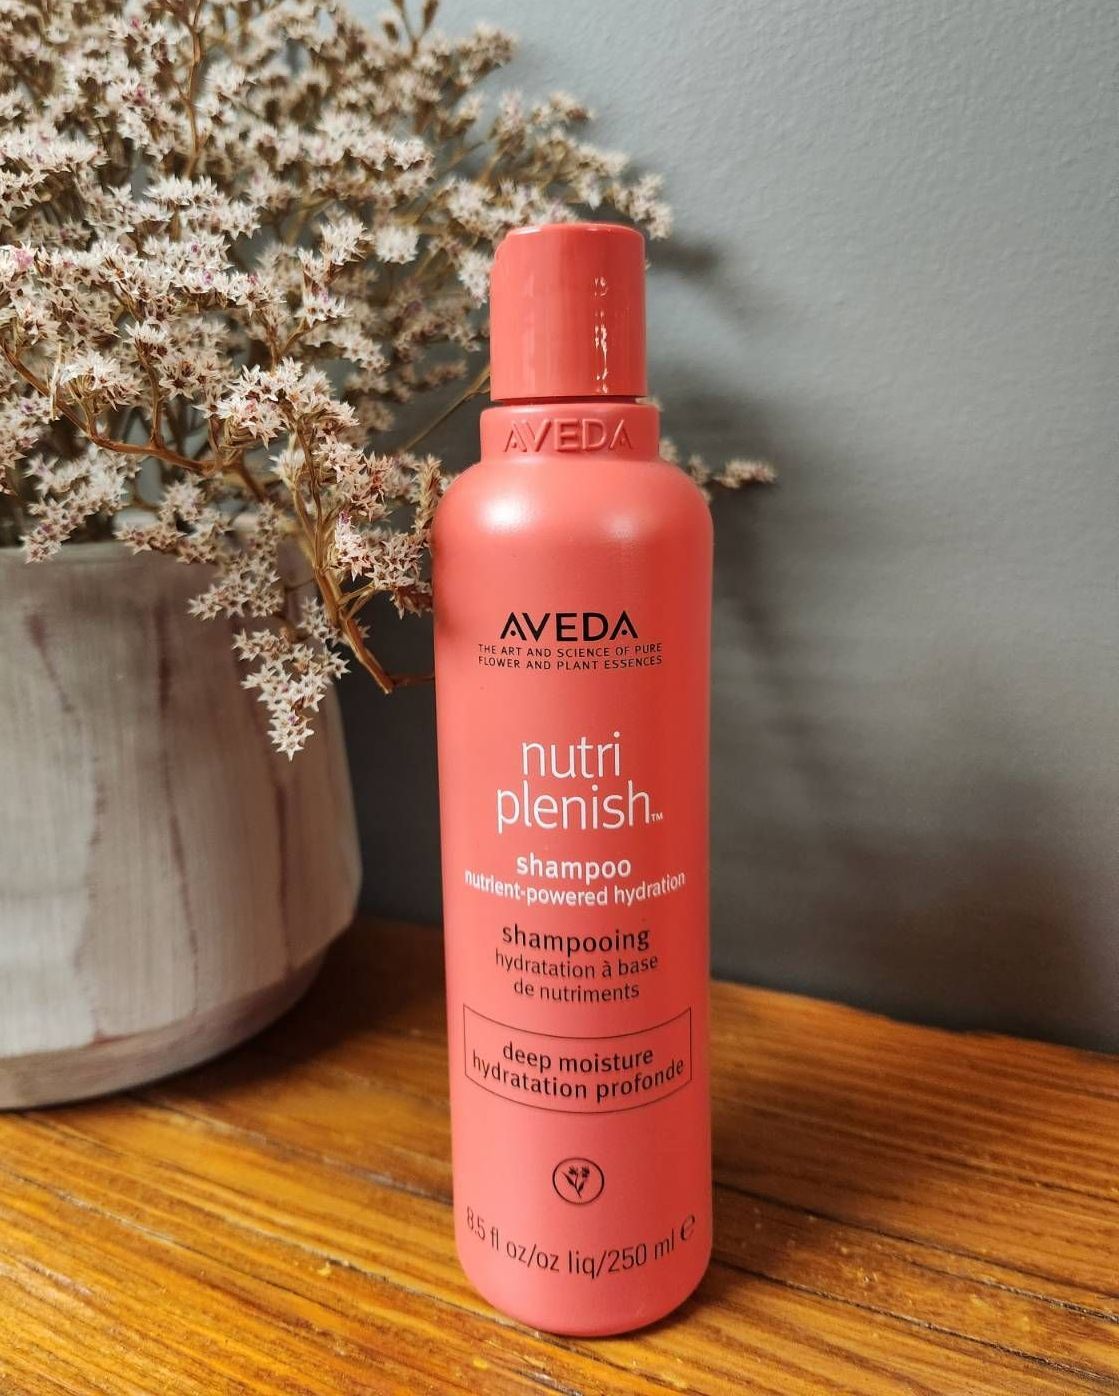 AVEDA
AVEDA
THE ART AND SCIENCE OF PURE
FLOWER AND PLANT ESSENCES
nutri
plenish™
shampoo
nutrient-powered hydration
shampooing
hydratation à base
de nutriments
deep moisture
hydratation profonde
8.5 fl oz/oz liq/250 ml ℮